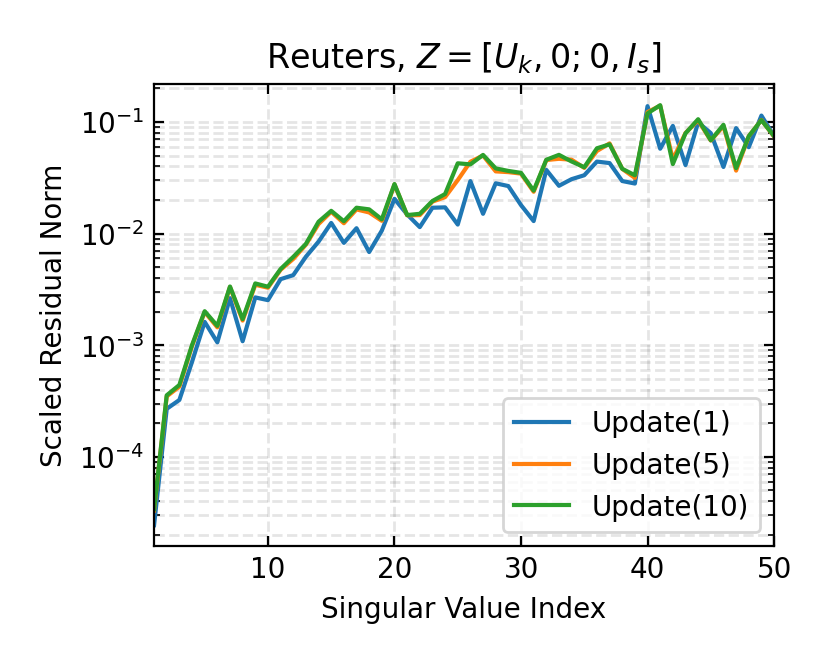 Reuters, $Z = [U_k, 0; 0, I_s]$
Scaled Residual Norm
$10^{-1}$
$10^{-2}$
$10^{-3}$
$10^{-4}$
Update(1)
Update(5)
Update(10)
10 20 30 40 50
Singular Value Index